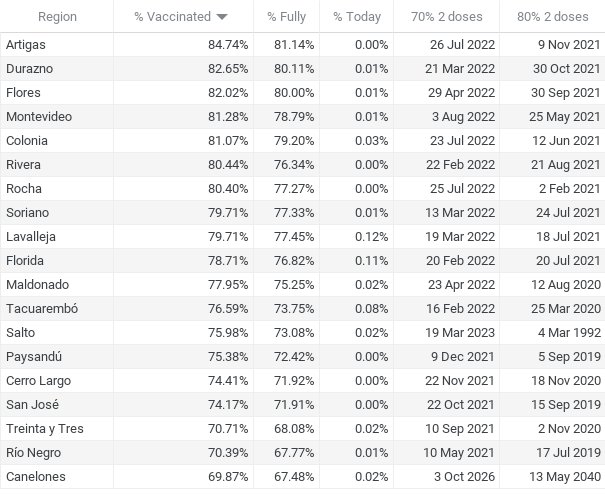 Region % Vaccinated % Fully % Today 70% 2 doses 80% 2 doses
Artigas 84.74% 81.14% 0.00% 26 Jul 2022 9 Nov 2021
Durazno 82.65% 80.11% 0.01% 21 Mar 2022 30 Oct 2021
Flores 82.02% 80.00% 0.01% 29 Apr 2022 30 Sep 2021
Montevideo 81.28% 78.79% 0.01% 3 Aug 2022 25 May 2021
Colonia 81.07% 79.20% 0.03% 23 Jul 2022 12 Jun 2021
Rivera 80.44% 76.34% 0.00% 22 Feb 2022 21 Aug 2021
Rocha 80.40% 77.27% 0.00% 25 Jul 2022 2 Feb 2021
Soriano 79.71% 77.33% 0.01% 13 Mar 2022 24 Jul 2021
Lavalleja 79.71% 77.45% 0.12% 19 Mar 2022 18 Jul 2021
Florida 78.71% 76.82% 0.11% 20 Feb 2022 20 Jul 2021
Maldonado 77.95% 75.25% 0.02% 23 Apr 2022 12 Aug 2020
Tacuarembó 76.59% 73.75% 0.08% 16 Feb 2022 25 Mar 2020
Salto 75.98% 73.08% 0.02% 19 Mar 2023 4 Mar 1992
Paysandú 75.38% 72.42% 0.00% 9 Dec 2021 5 Sep 2019
Cerro Largo 74.41% 71.92% 0.00% 22 Nov 2021 18 Nov 2020
San José 74.17% 71.91% 0.00% 22 Oct 2021 15 Sep 2019
Treinta y Tres 70.71% 68.08% 0.02% 10 Sep 2021 2 Nov 2020
Río Negro 70.39% 67.77% 0.01% 10 May 2021 17 Jul 2019
Canelones 69.87% 67.48% 0.02% 3 Oct 2026 13 May 2040